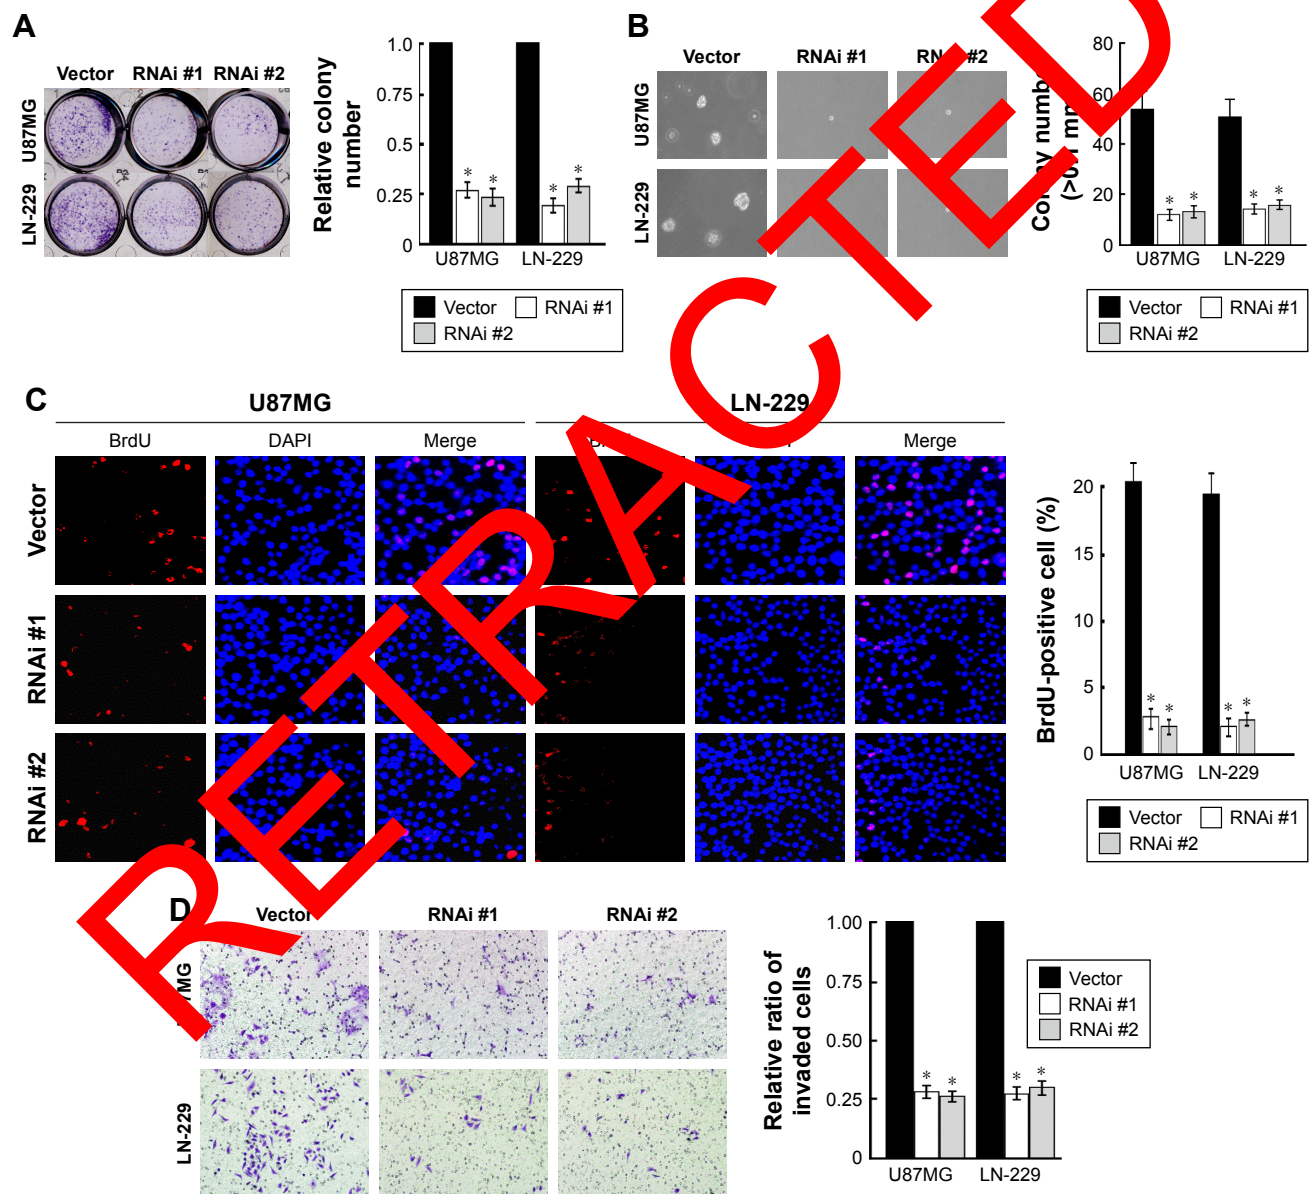 A
Vector RNAi #1 RNAi #2
U87MG
LN-229
Relative colony number
1.0
0.75
0.5
0.25
0
* * * *
U87MG LN-229
Vector RNAi #1
RNAi #2
B
Vector RNAi #1 #2
U87MG
LN-229
80
60
40
20
0
* * * *
U87MG LN-229
Vector RNAi #1
RNAi #2
RETRACTED
C
U87MG LN-229
BrdU DAPI Merge Merge
Vector
RNAi #1
RNAi #2
BrdU-positive cell (%)
20
15
10
5
0
* * * *
U87MG LN-229
Vector RNAi #1
RNAi #2
D
Vector RNAi #1 RNAi #2
LN-229
Relative ratio of
invaded cells
1.00
0.75
0.50
0.25
0
* * * *
U87MG LN-229
Vector
RNAi #1
RNAi #2